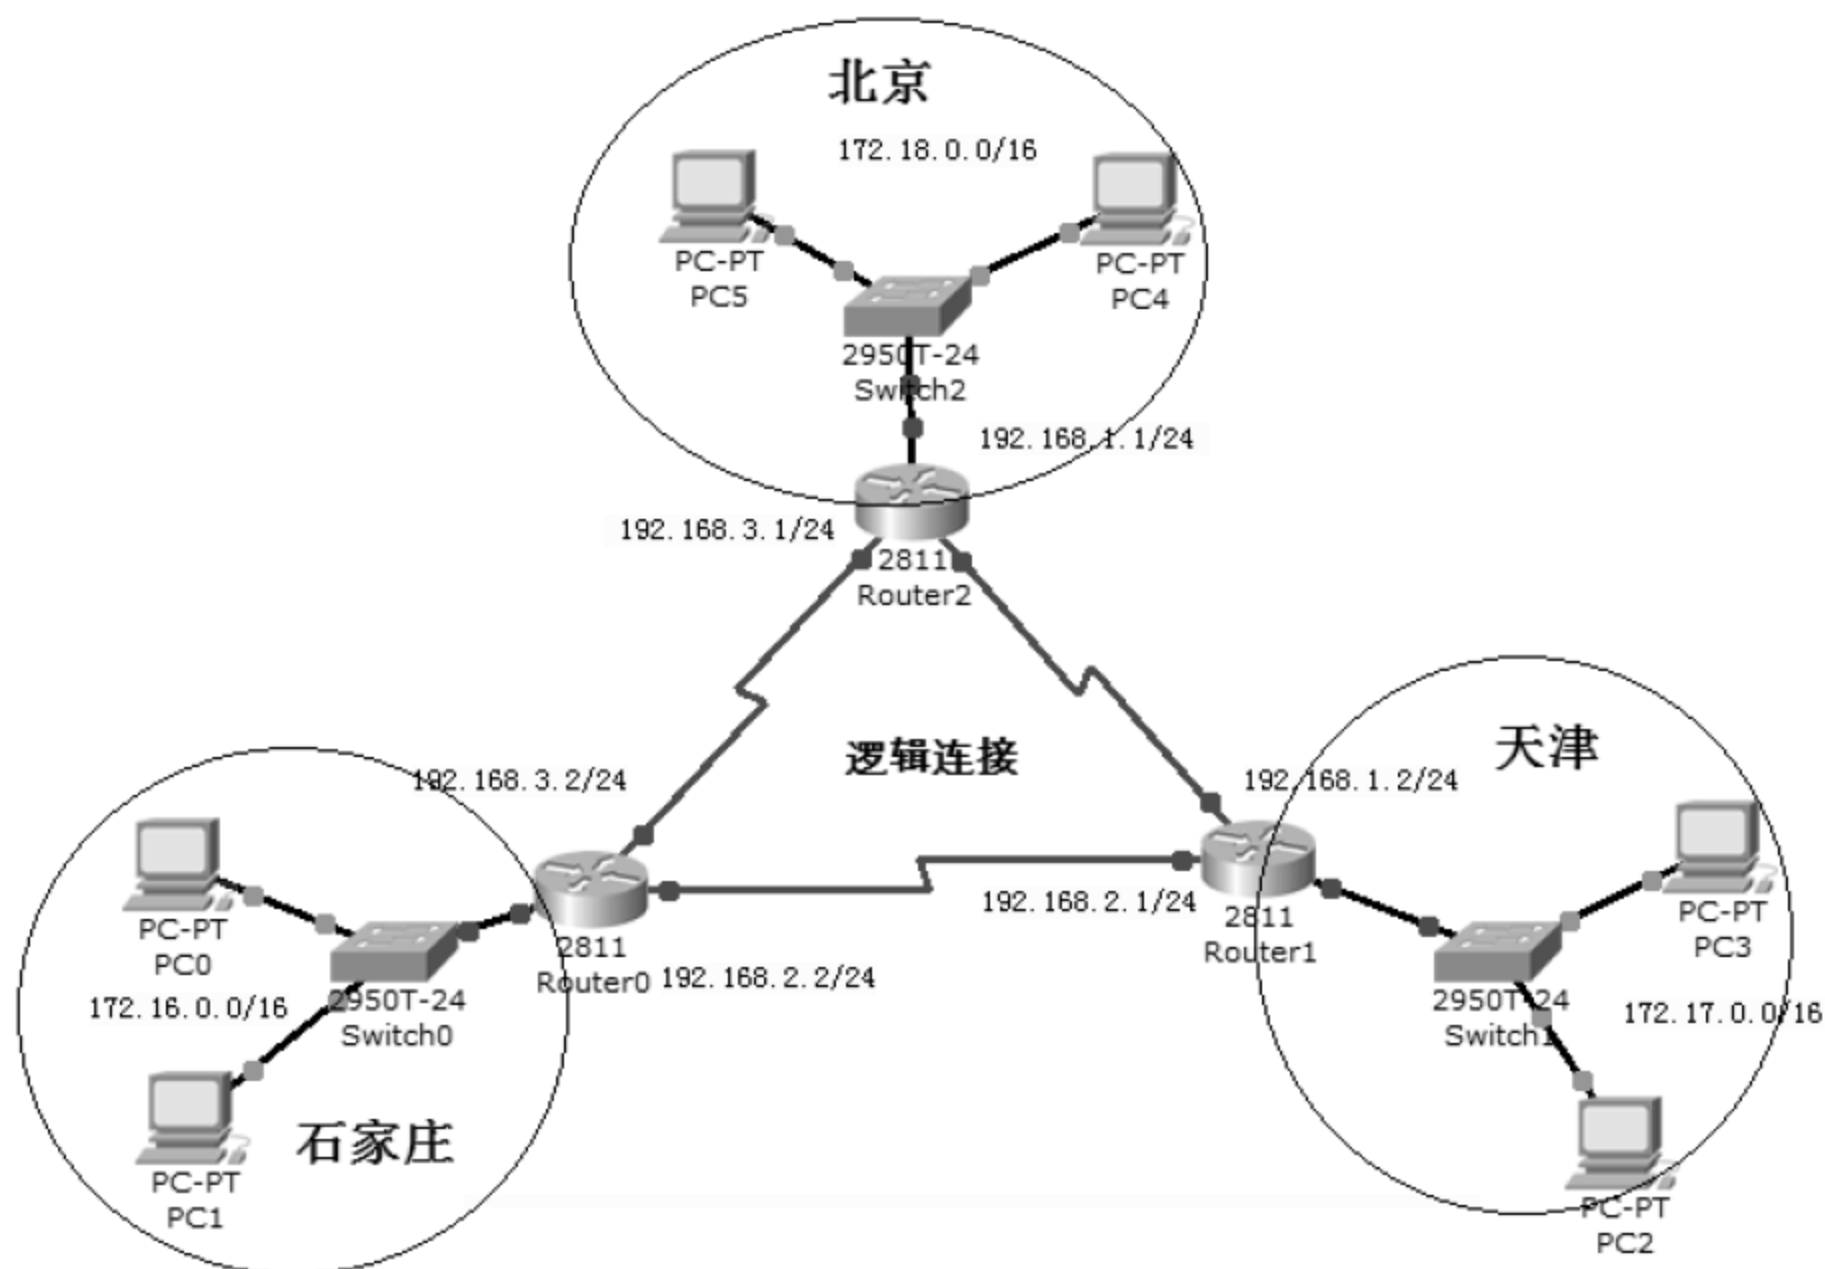 北京
172.18.0.0/16
PC-PT
PC5
PC-PT
PC4
2950T-24
Switch2
192.168.1.1/24
192.168.3.1/24
2811
Router2
逻辑连接
192.168.3.2/24
192.168.1.2/24
天津
PC-PT
PC0
172.16.0.0/16
2950T-24
Switch0
2811
Router0
192.168.2.2/24
192.168.2.1/24
2811
Router1
PC-PT
PC3
2950T-24
Switch1
172.17.0.0/16
石家庄
PC-PT
PC1
PC-PT
PC2